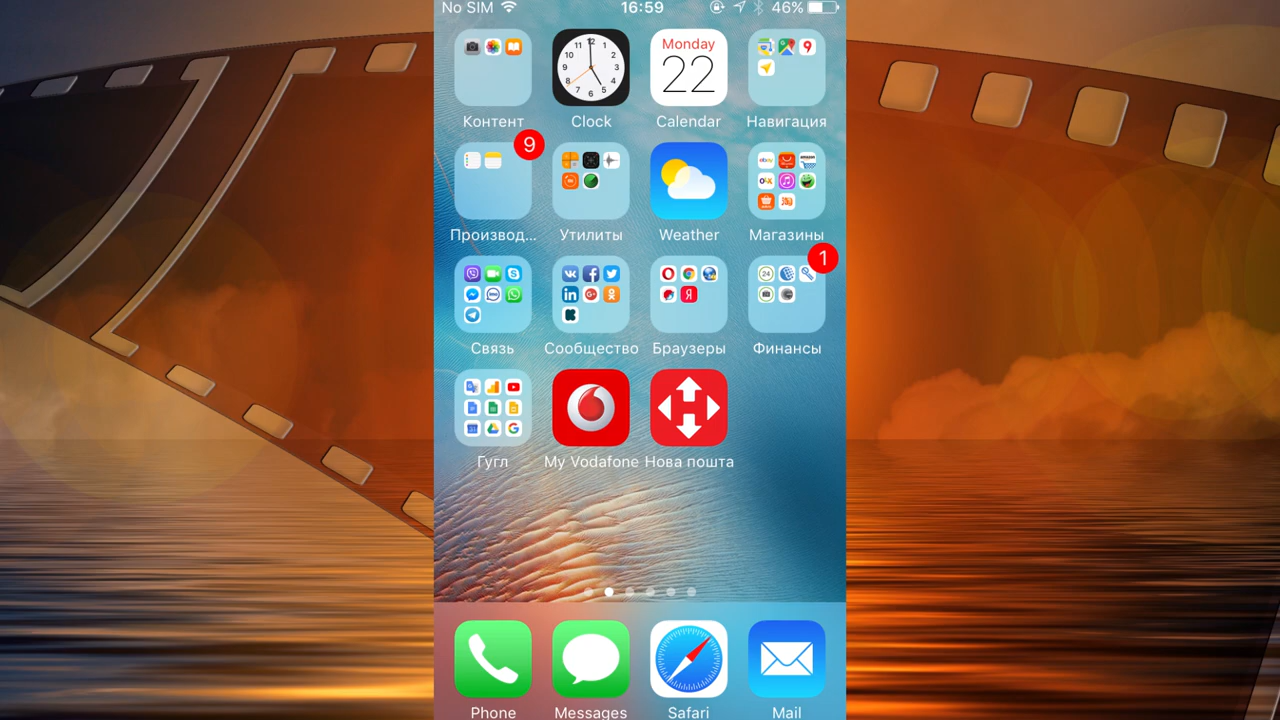 No SIM 16:59 46%
Monday
22
Контент Clock Calendar Навигация
9
Производ... Утилиты Weather Магазины
1
Связь Сообщество Браузеры Финансы
Гугл My Vodafone Нова пошта
Phone Messages Safari Mail